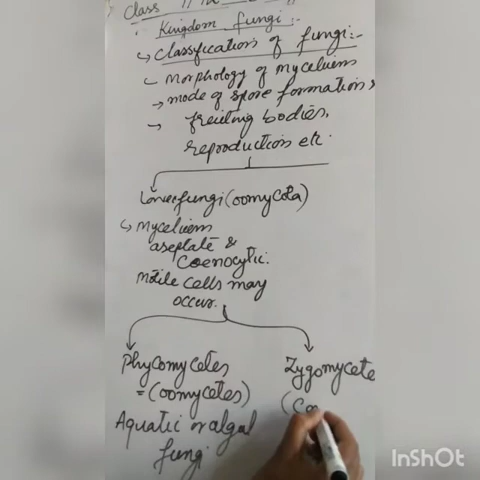 Class 11
Kingdom fungi :-
Classification of fungi:-
Morphology of mycelium
mode of spore formation &
fruiting bodies,
reproduction etc.
Lower fungi (oomycota)
Mycelium
aseptate &
Coenocytic.
Motile cells may
occur.
Phycomycetes
=(oomycetes)
Aquatic or algal
fungi.
Zygomycete
(Co
InShOt